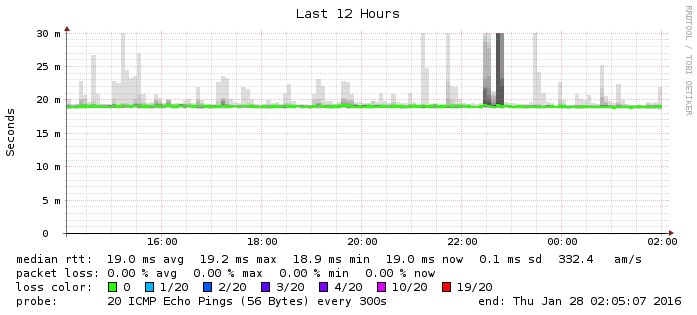 Last 12 Hours
RRDTOOL / TOBI OETIKER
Seconds
30 m
25 m
20 m
15 m
10 m
5 m
0
16:00 18:00 20:00 22:00 00:00 02:00
median rtt: 19.0 ms avg 19.2 ms max 18.9 ms min 19.0 ms now 0.1 ms sd 332.4 am/s
packet loss: 0.00 % avg 0.00 % max 0.00 % min 0.00 % now
loss color: 0 1/20 2/20 3/20 4/20 10/20 19/20
probe: 20 ICMP Echo Pings (56 Bytes) every 300s end: Thu Jan 28 02:05:07 2016